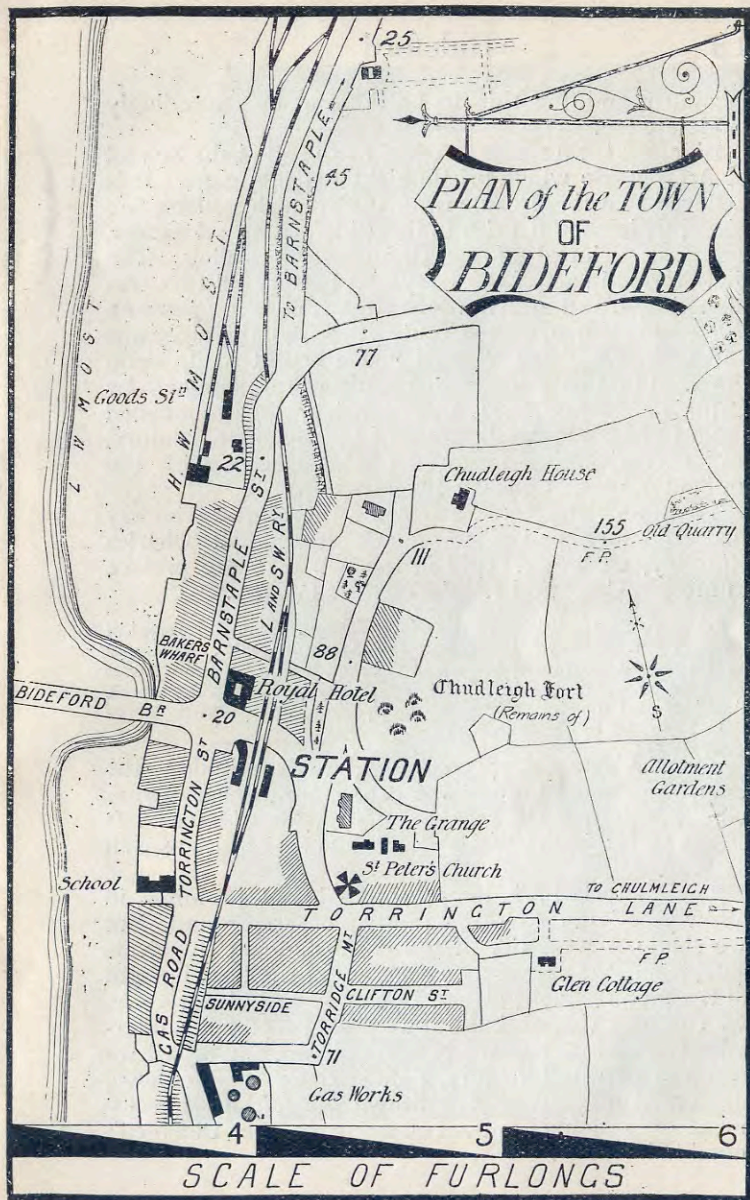 25
PLAN of the TOWN
OF
BIDEFORD
45
TO BARNSTAPLE
L W M O S T
H. W. M O S T.
77
Goods Stn
22
Chudleigh House
BARNSTAPLE ST.
L AND SW RY.
155
Old Quarry
F.P.
111
BAKERS
WHARF
88
Royal Hotel
Chudleigh Fort
(Remains of)
S
BIDEFORD BR
20
TORRINGTON ST
STATION
Allotment
Gardens
The Grange
St Peter's Church
School
TO CHULMLEIGH
TORRINGTON LANE
GAS ROAD
TORRIDGE MT
F.P.
Glen Cottage
SUNNYSIDE
CLIFTON ST.
71
Gas Works
4 5 6
SCALE OF FURLONGS